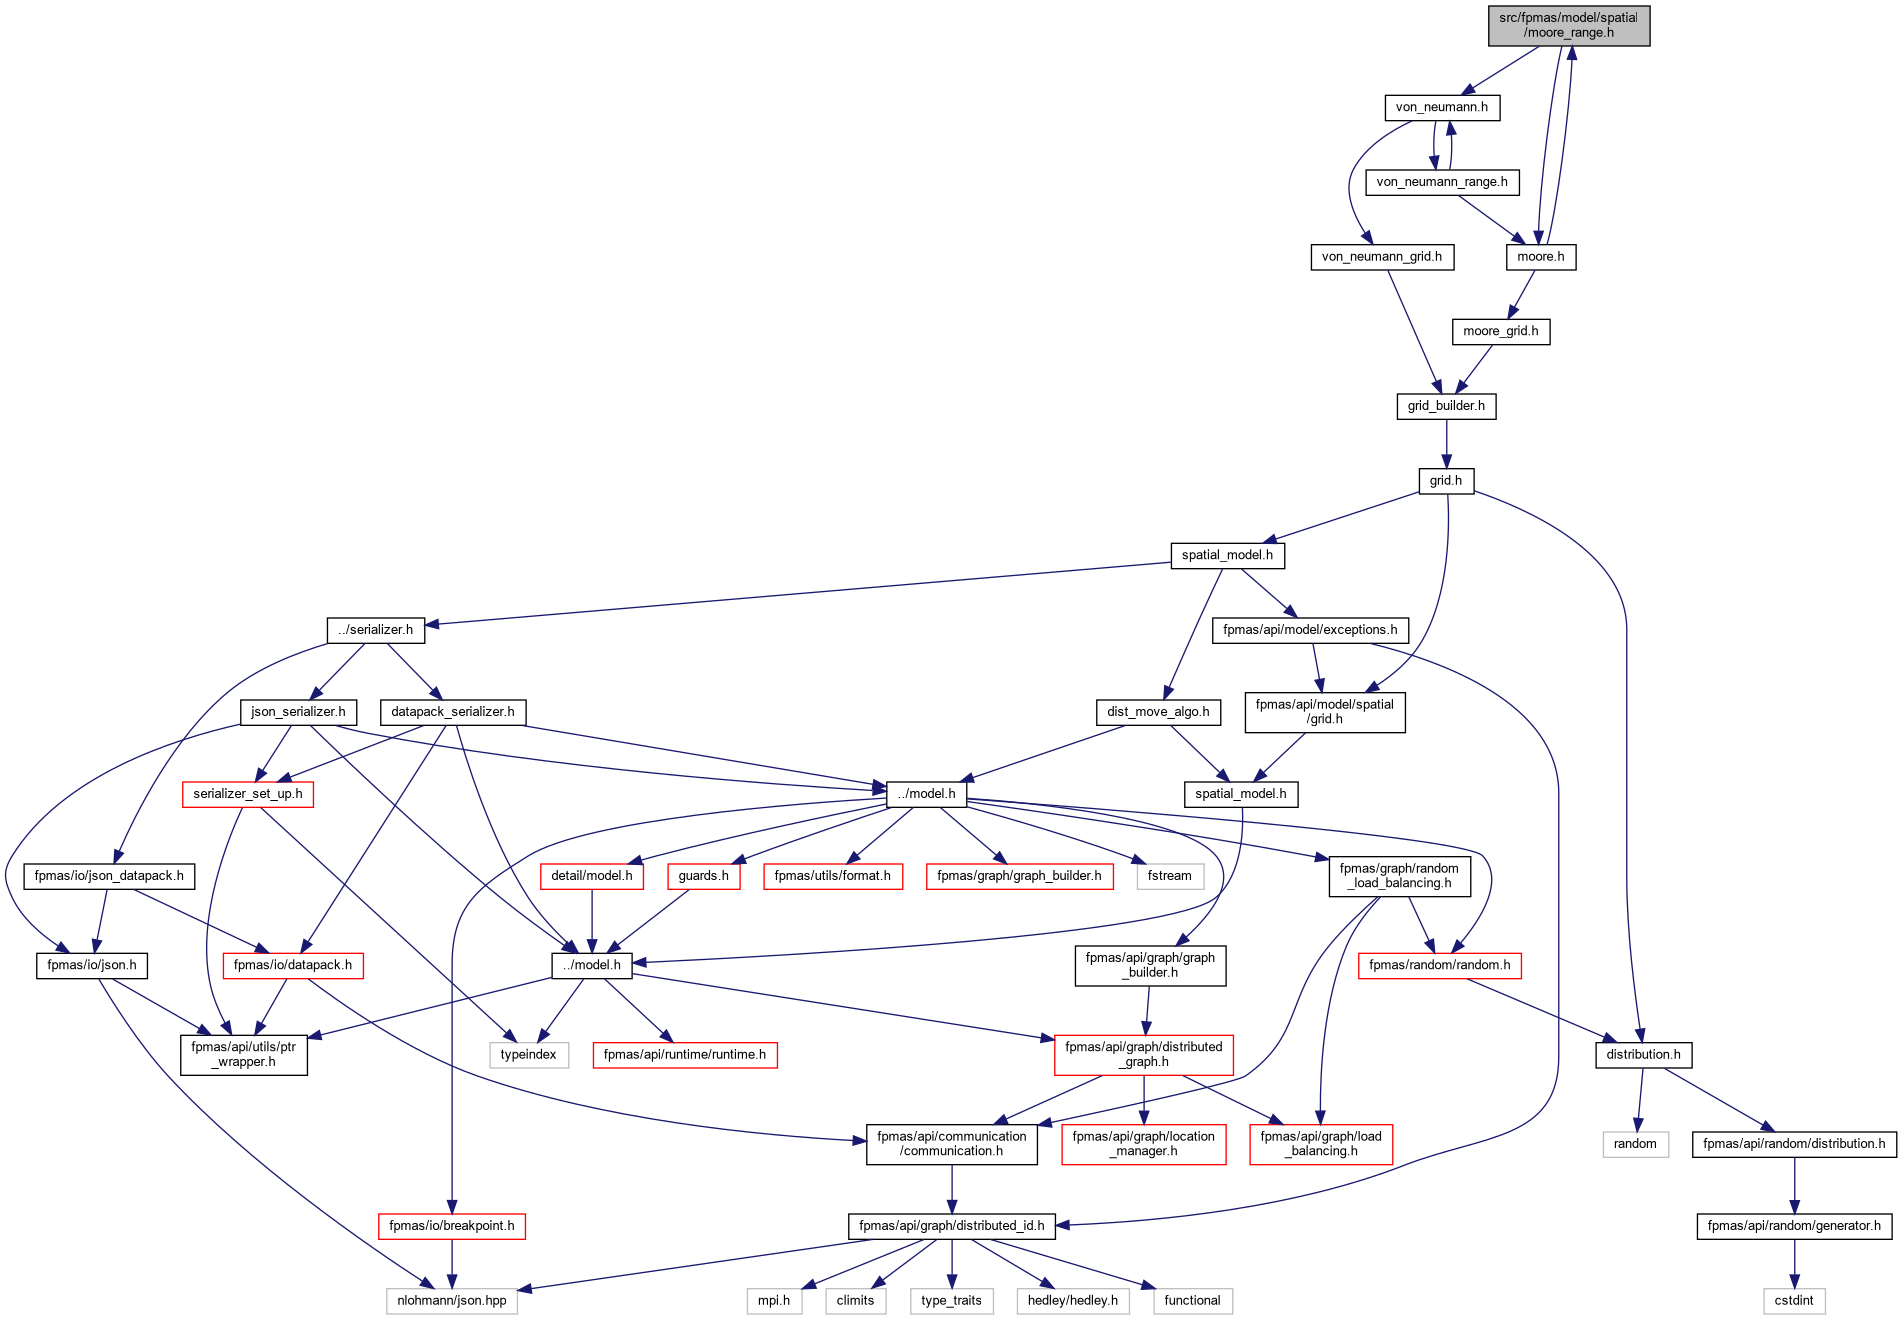 src/fpmas/model/spatial
/moore_range.h
von_neumann.h
von_neumann_range.h
von_neumann_grid.h
moore.h
moore_grid.h
grid_builder.h
grid.h
spatial_model.h
../serializer.h
fpmas/api/model/exceptions.h
json_serializer.h
datapack_serializer.h
dist_move_algo.h
fpmas/api/model/spatial
/grid.h
serializer_set_up.h
../model.h
spatial_model.h
fpmas/io/json_datapack.h
detail/model.h
guards.h
fpmas/utils/format.h
fpmas/graph/graph_builder.h
fstream
fpmas/graph/random
_load_balancing.h
fpmas/io/json.h
fpmas/io/datapack.h
../model.h
fpmas/api/graph/graph
_builder.h
fpmas/random/random.h
fpmas/api/utils/ptr
_wrapper.h
typeindex
fpmas/api/runtime/runtime.h
fpmas/api/graph/distributed
_graph.h
distribution.h
fpmas/api/communication
/communication.h
fpmas/api/graph/location
_manager.h
fpmas/api/graph/load
_balancing.h
random
fpmas/api/random/distribution.h
fpmas/io/breakpoint.h
fpmas/api/graph/distributed_id.h
fpmas/api/random/generator.h
nlohmann/json.hpp
mpi.h
climits
type_traits
hedley/hedley.h
functional
cstdint